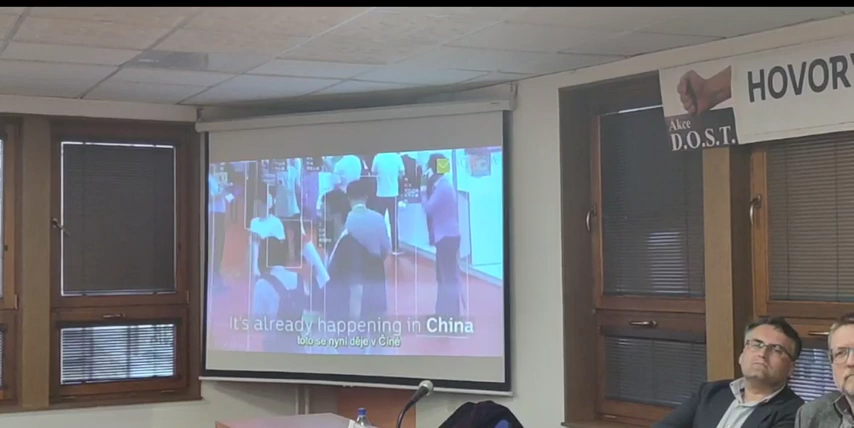 HOVOR
Akce
D.O.S.T.
It's already happening in China
toto se nyní děje v Číně